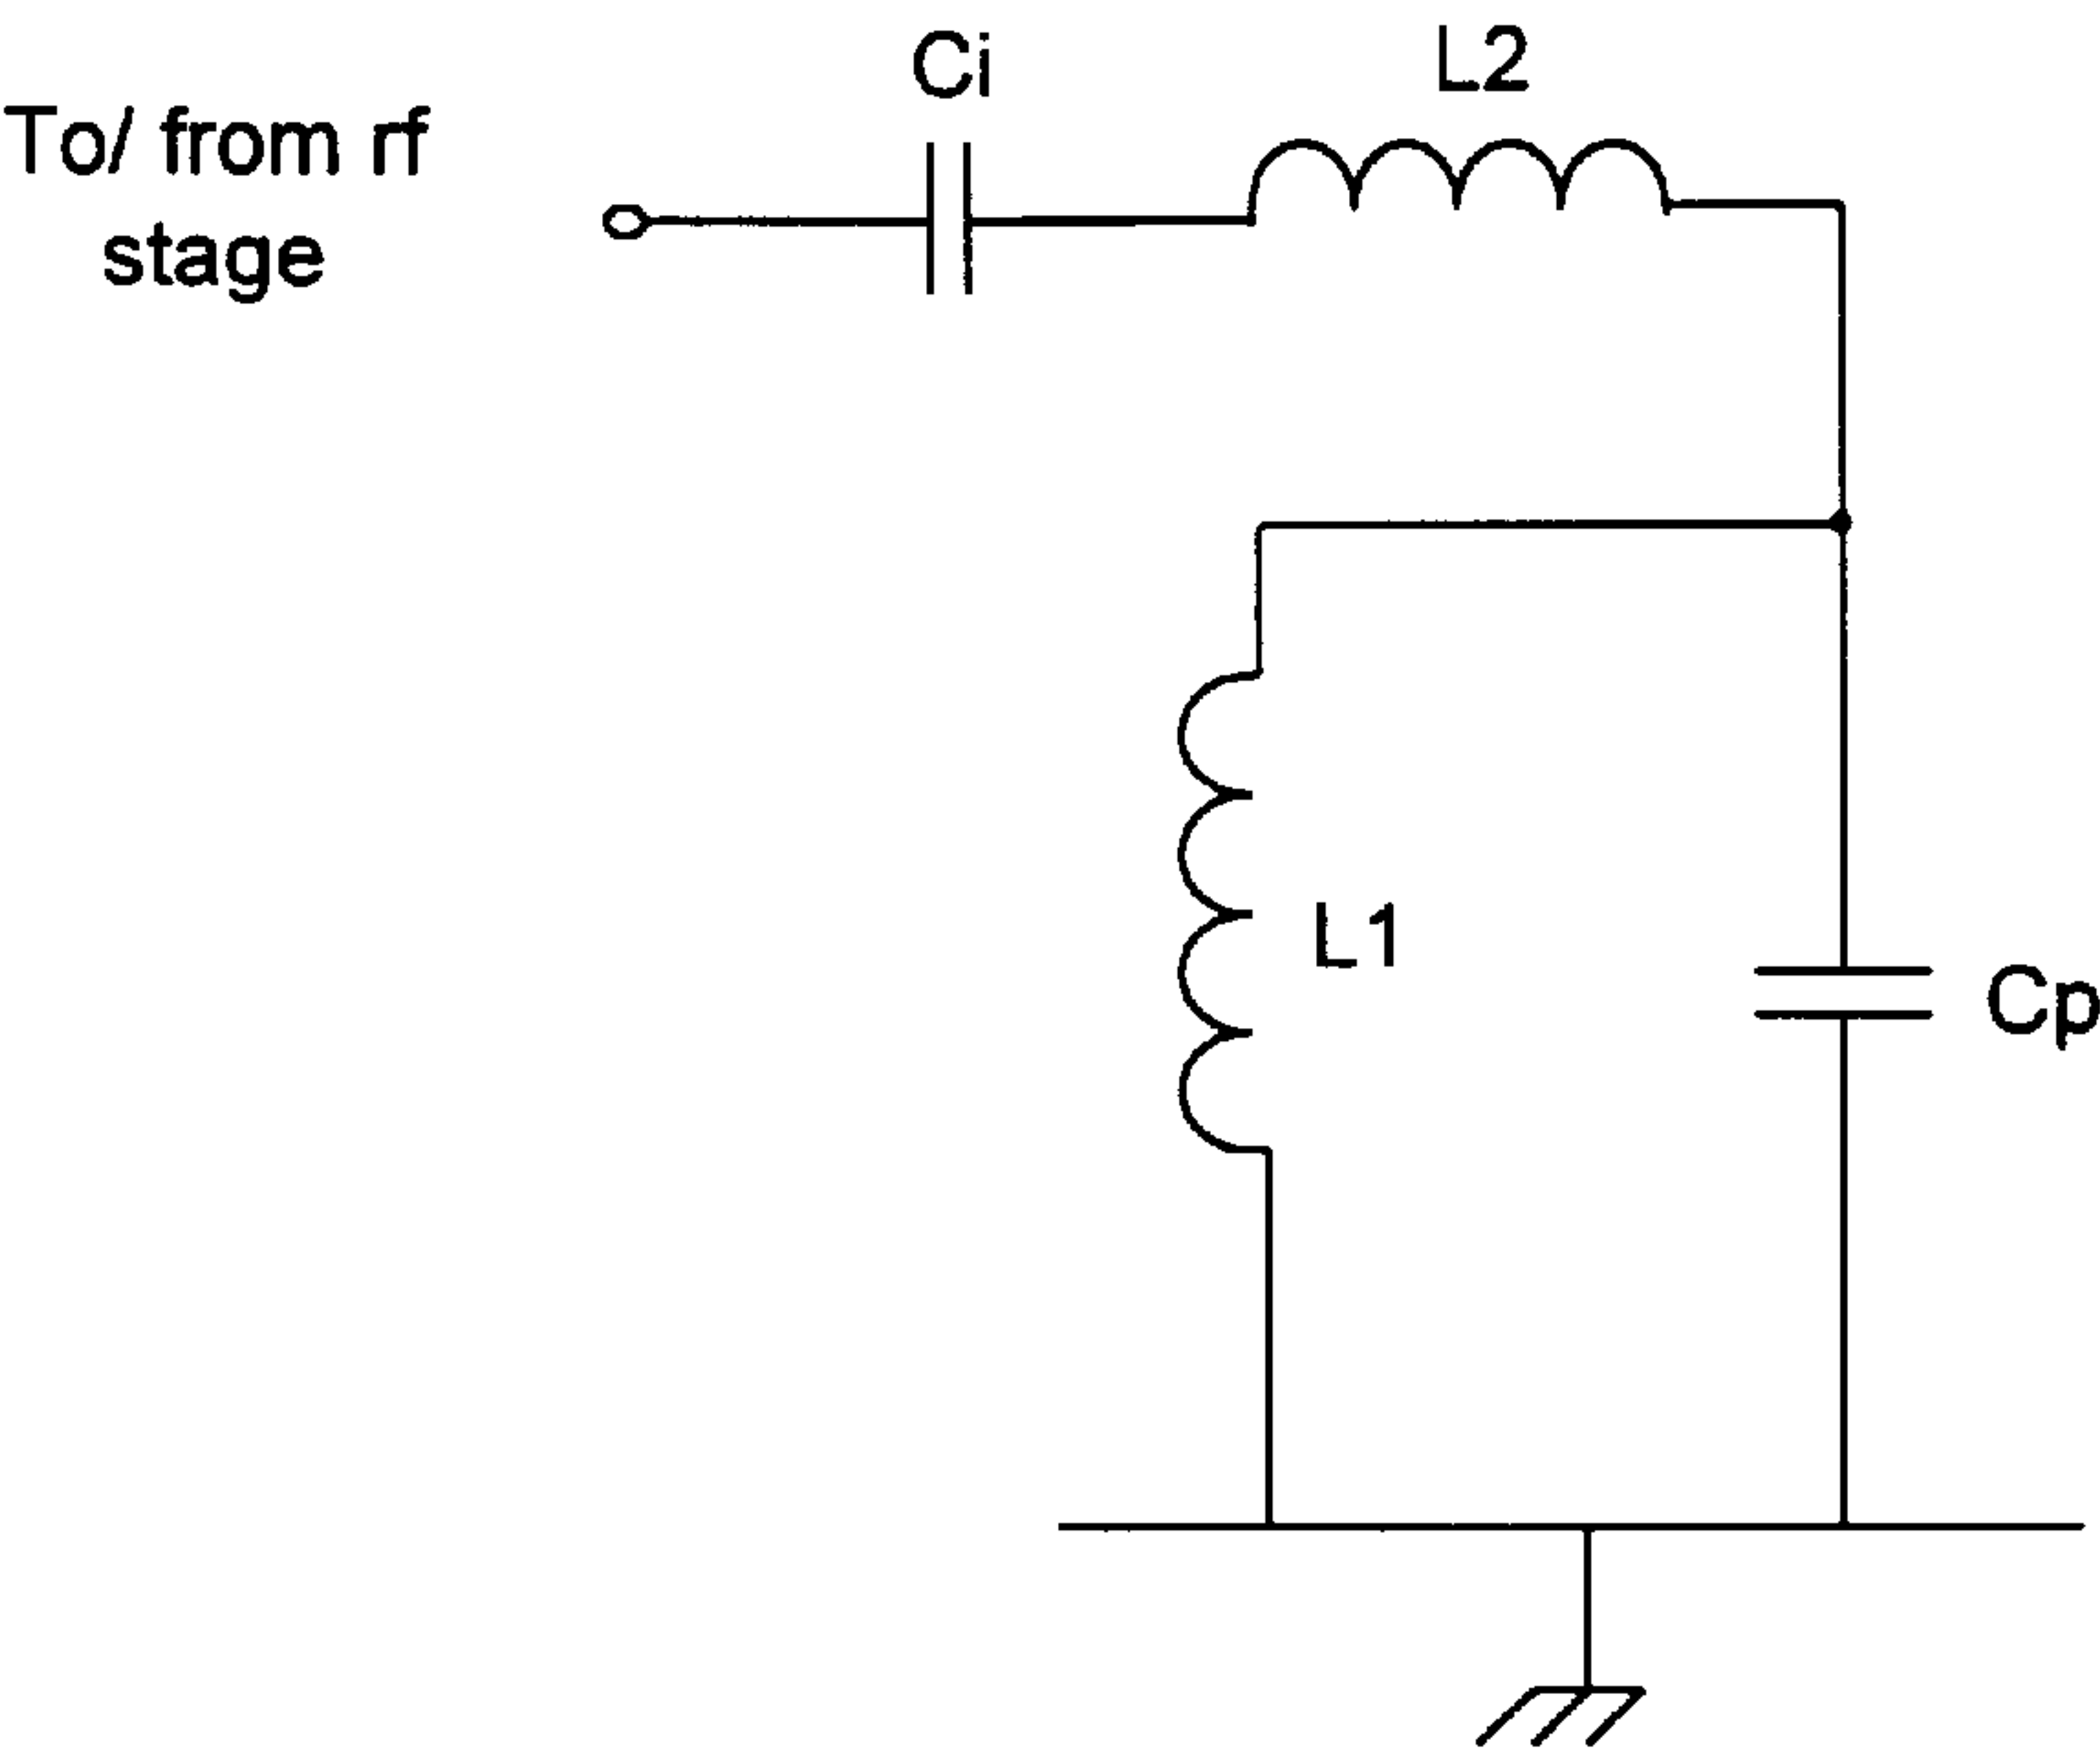 Ci
L2
To/ from rf
stage
L1
Cp